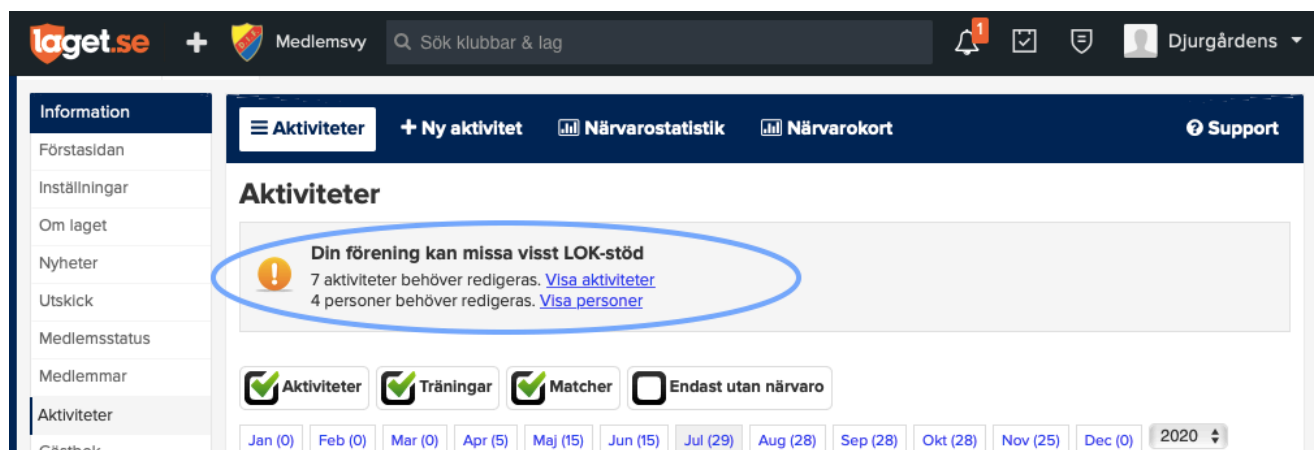 laget.se + Medlemsvy Sök klubbar & lag 1 Djurgårdens
Information
Förstasidan
Inställningar
Om laget
Nyheter
Utskick
Medlemsstatus
Medlemmar
Aktiviteter
Gästbok
Aktiviteter + Ny aktivitet Närvarostatistik Närvarokort Support
Aktiviteter
Din förening kan missa visst LOK-stöd
7 aktiviteter behöver redigeras. Visa aktiviteter
4 personer behöver redigeras. Visa personer
Aktiviteter Träningar Matcher Endast utan närvaro
Jan (0) Feb (0) Mar (0) Apr (5) Maj (15) Jun (15) Jul (29) Aug (28) Sep (28) Okt (28) Nov (25) Dec (0) 2020